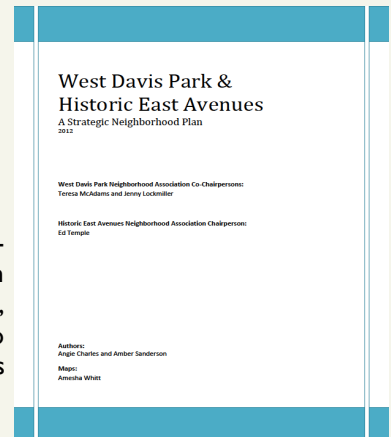 West Davis Park &
Historic East Avenues
A Strategic Neighborhood Plan
2012
West Davis Park Neighborhood Association Co-Chairpersons:
Teresa McAdams and Jenny Lockmiller
Historic East Avenues Neighborhood Association Chairperson:
Ed Temple
Authors:
Angie Charles and Amber Sanderson
Maps:
Amesha Whitt